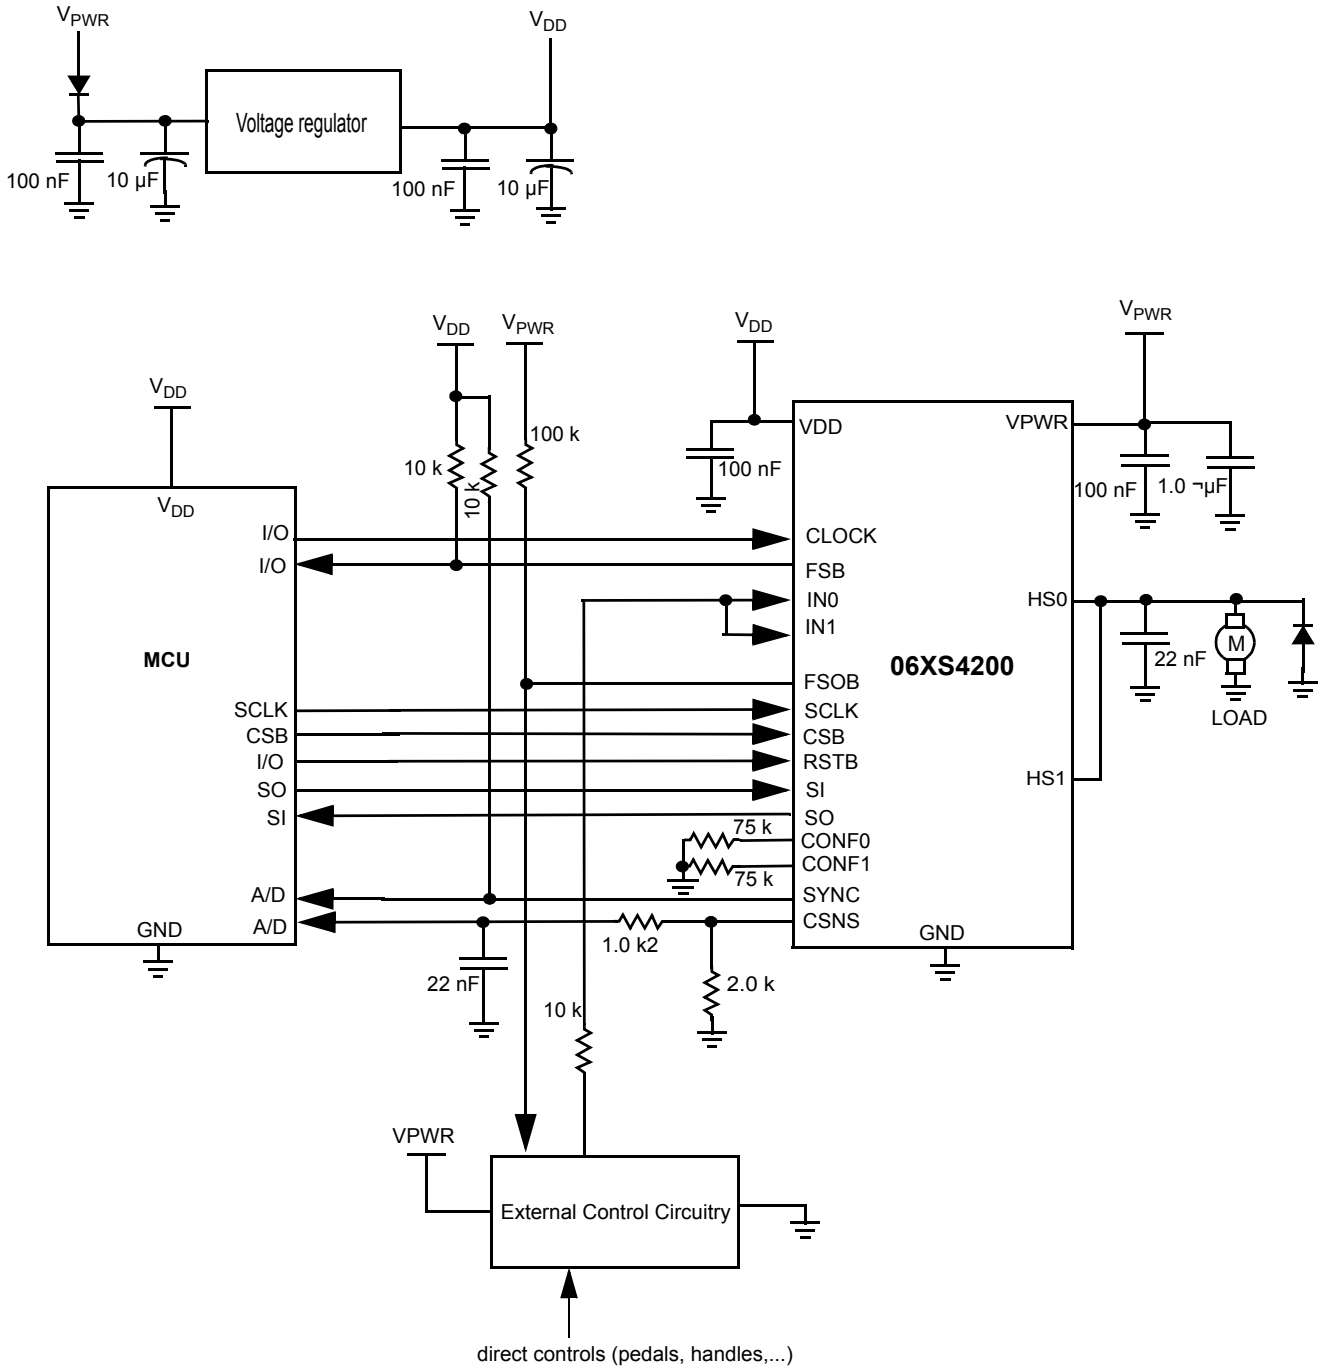 VPWR
VDD
Voltage regulator
100 nF
10 µF
100 nF
10 µF
VPWR
VDD
VPWR
VDD
VDD
100 k
VDD
VPWR
10 k
10 k
100 nF
100 nF
1.0 ¬µF
VDD
I/O
CLOCK
I/O
FSB
IN0
HS0
IN1
MCU
06XS4200
M
22 nF
FSOB
SCLK
SCLK
LOAD
CSB
CSB
I/O
RSTB
HS1
SO
SI
SI
SO
75 k
CONF0
CONF1
75 k
A/D
SYNC
A/D
CSNS
GND
GND
1.0 k2
22 nF
2.0 k
10 k
VPWR
External Control Circuitry
direct controls (pedals, handles,...)